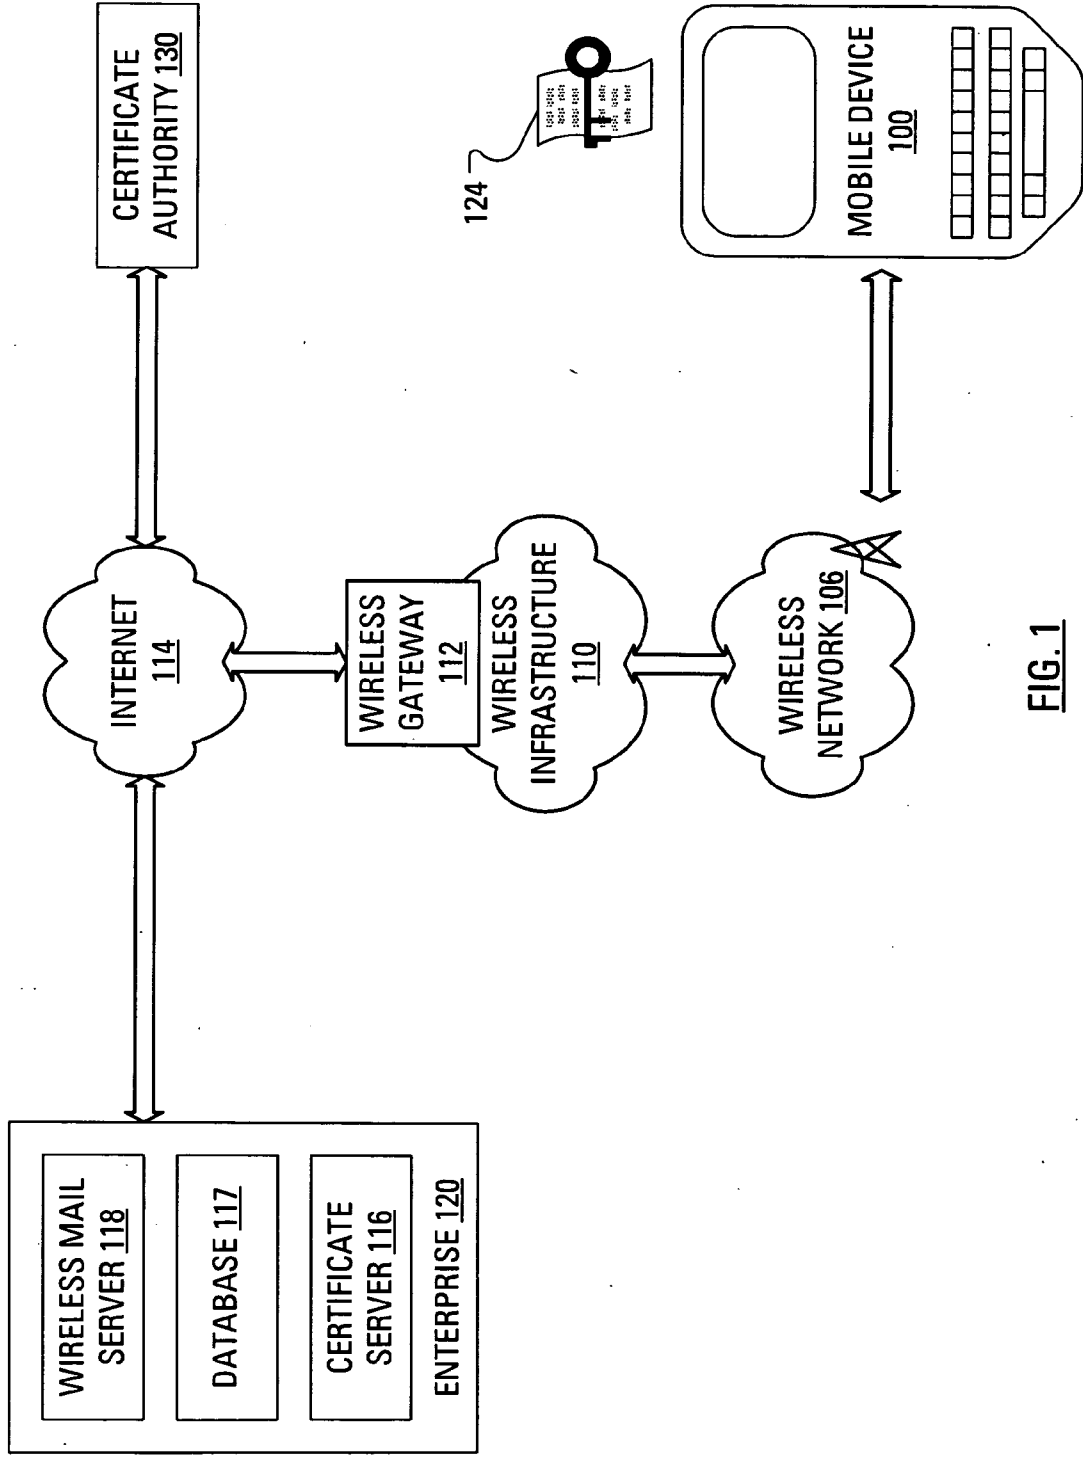 WIRELESS MAIL
SERVER 118
DATABASE 117
CERTIFICATE
SERVER 116
ENTERPRISE 120
INTERNET
114
WIRELESS
GATEWAY
112
WIRELESS
INFRASTRUCTURE
110
WIRELESS
NETWORK 106
CERTIFICATE
AUTHORITY 130
124
MOBILE DEVICE
100
FIG. 1